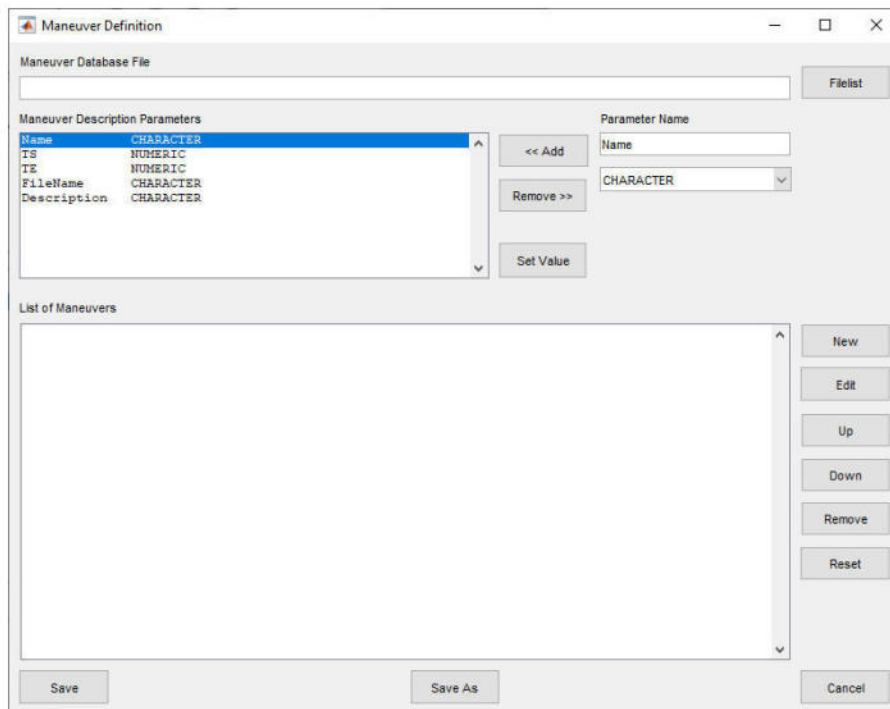 Maneuver Definition
Maneuver Database File
Filelist
Maneuver Description Parameters
Parameter Name
Name CHARACTER
TS NUMERIC
TE NUMERIC
FileName CHARACTER
Description CHARACTER
<< Add
Remove >>
Set Value
Name
CHARACTER
List of Maneuvers
New
Edit
Up
Down
Remove
Reset
Save
Save As
Cancel